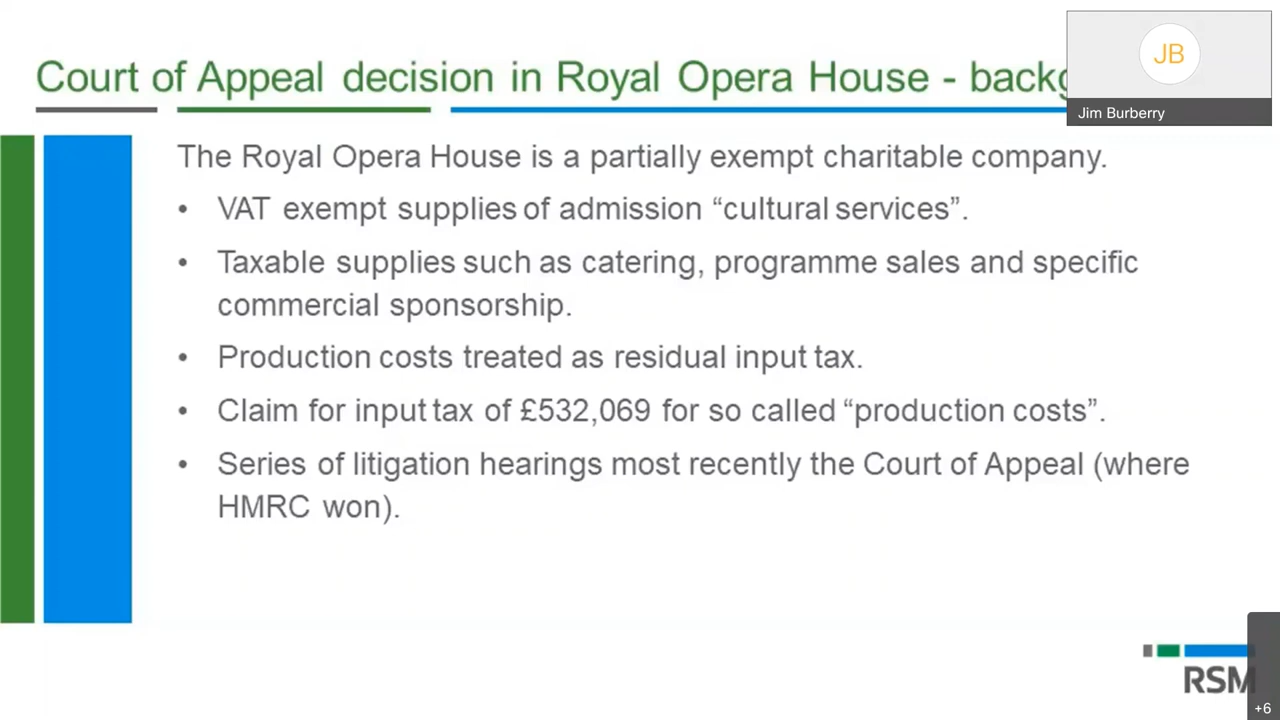 Court of Appeal decision in Royal Opera House - backg
JB
Jim Burberry
The Royal Opera House is a partially exempt charitable company.
• VAT exempt supplies of admission “cultural services”.
• Taxable supplies such as catering, programme sales and specific
commercial sponsorship.
• Production costs treated as residual input tax.
• Claim for input tax of £532,069 for so called “production costs”.
• Series of litigation hearings most recently the Court of Appeal (where
HMRC won).
RSM
+6